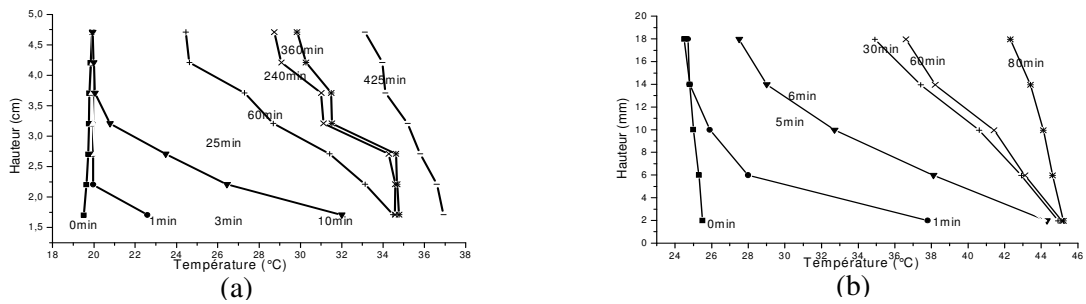 5,0
4,5
4,0
3,5
3,0
2,5
2,0
1,5
Hauteur (cm)
360min
240min
425min
60min
25min
0min
1min
3min
10min
18 20 22 24 26 28 30 32 34 36 38
Température (°C)
(a)
20
18
16
14
12
10
8
6
4
2
0
Hauteur (mm)
30min
60min
80min
6min
5min
0min
1min
24 26 28 30 32 34 36 38 40 42 44 46
Température (°C)
(b)